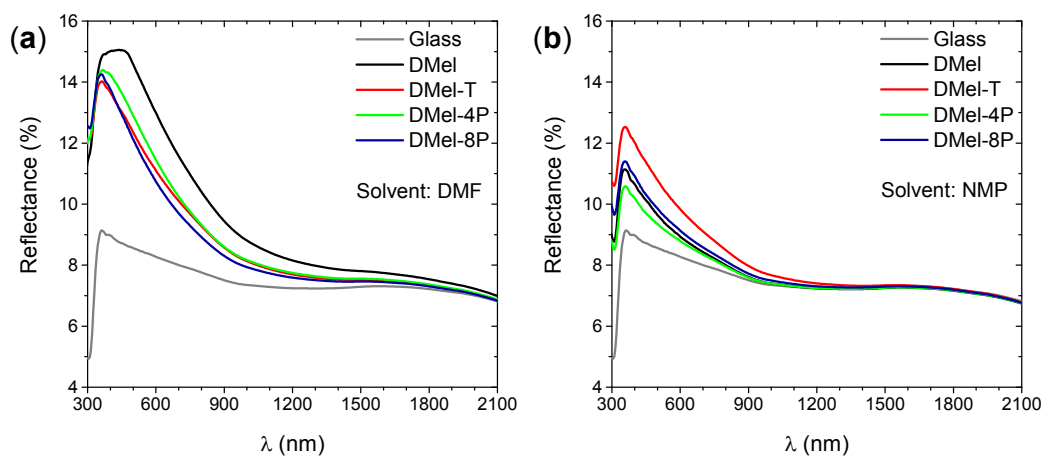 (a)
16
14
12
10
8
6
4
Reflectance (%)
Glass
DMel
DMel-T
DMel-4P
DMel-8P
Solvent: DMF
300 600 900 1200 1500 1800 2100
λ (nm)
(b)
16
14
12
10
8
6
4
Reflectance (%)
Glass
DMel
DMel-T
DMel-4P
DMel-8P
Solvent: NMP
300 600 900 1200 1500 1800 2100
λ (nm)